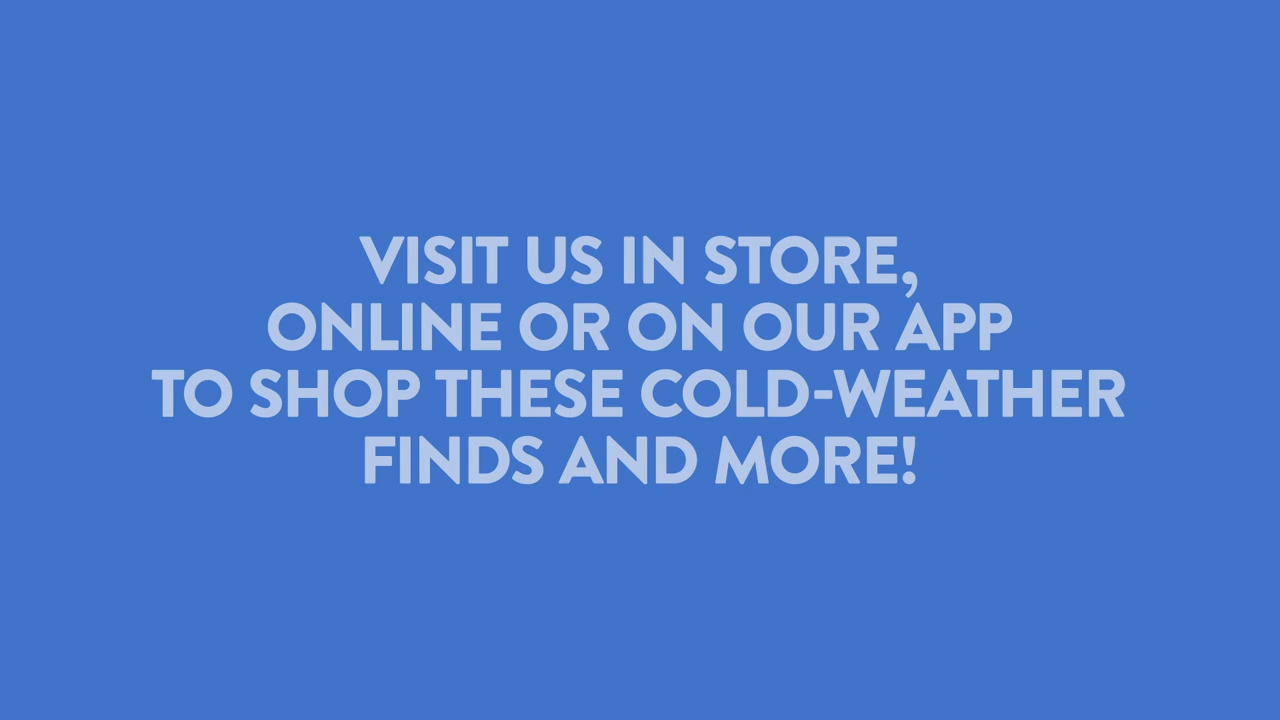 VISIT US IN STORE,
ONLINE OR ON OUR APP
TO SHOP THESE COLD-WEATHER
FINDS AND MORE!